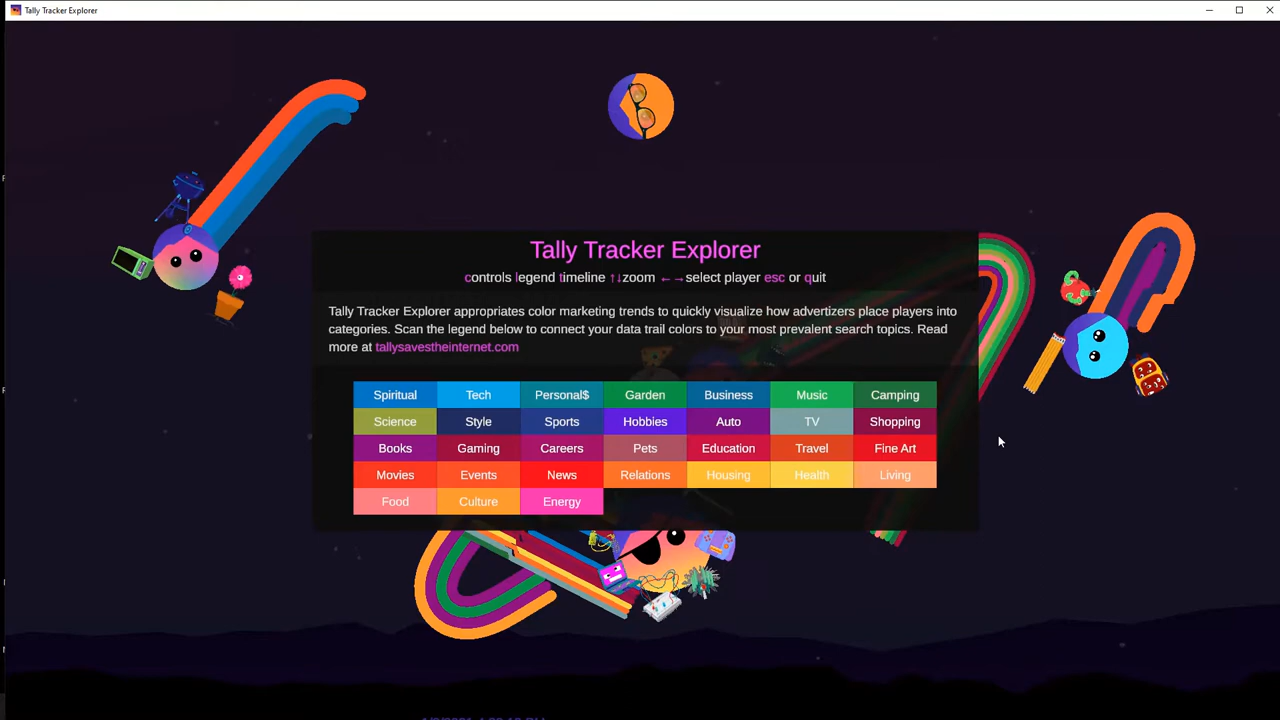 Tally Tracker Explorer
Tally Tracker Explorer
controls legend timeline ↑↓zoom ←→select player esc or quit
Tally Tracker Explorer appropriates color marketing trends to quickly visualize how advertizers place players into
categories. Scan the legend below to connect your data trail colors to your most prevalent search topics. Read
more at tallysavestheinternet.com
Spiritual Tech Personal$ Garden Business Music Camping
Science Style Sports Hobbies Auto TV Shopping
Books Gaming Careers Pets Education Travel Fine Art
Movies Events News Relations Housing Health Living
Food Culture Energy